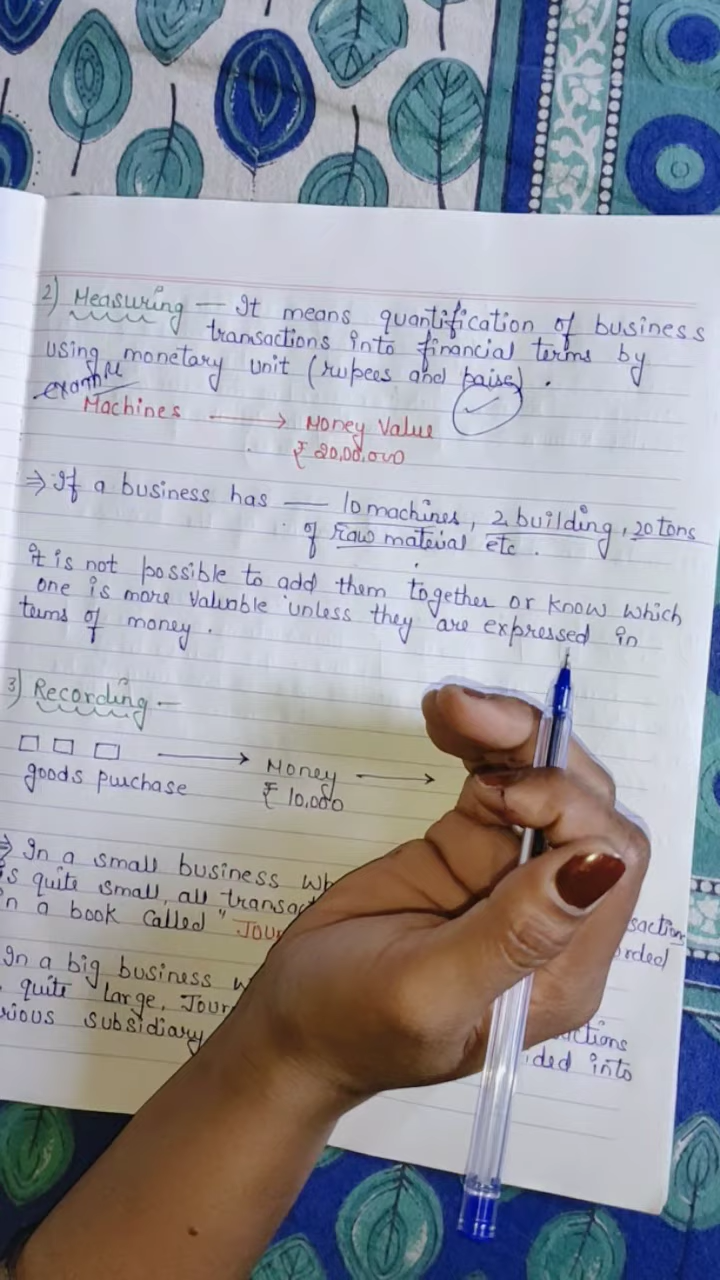 2) Measuring — It means quantification of business
transactions into financial terms by
using monetary unit (rupees and paise).
example
Machines → Money Value
₹ 20,00,000
⇒ If a business has — 10 machines, 2 building, 20 tons
of raw material etc.
it is not possible to add them together or know which
one is more valuable unless they are expressed in
terms of money.
3) Recording —
□ □ □ → Money →
goods purchase ₹ 10,000
⇒ In a small business
is quite small, all
in a book called "
In a big business
quite large,
subsidiary
into